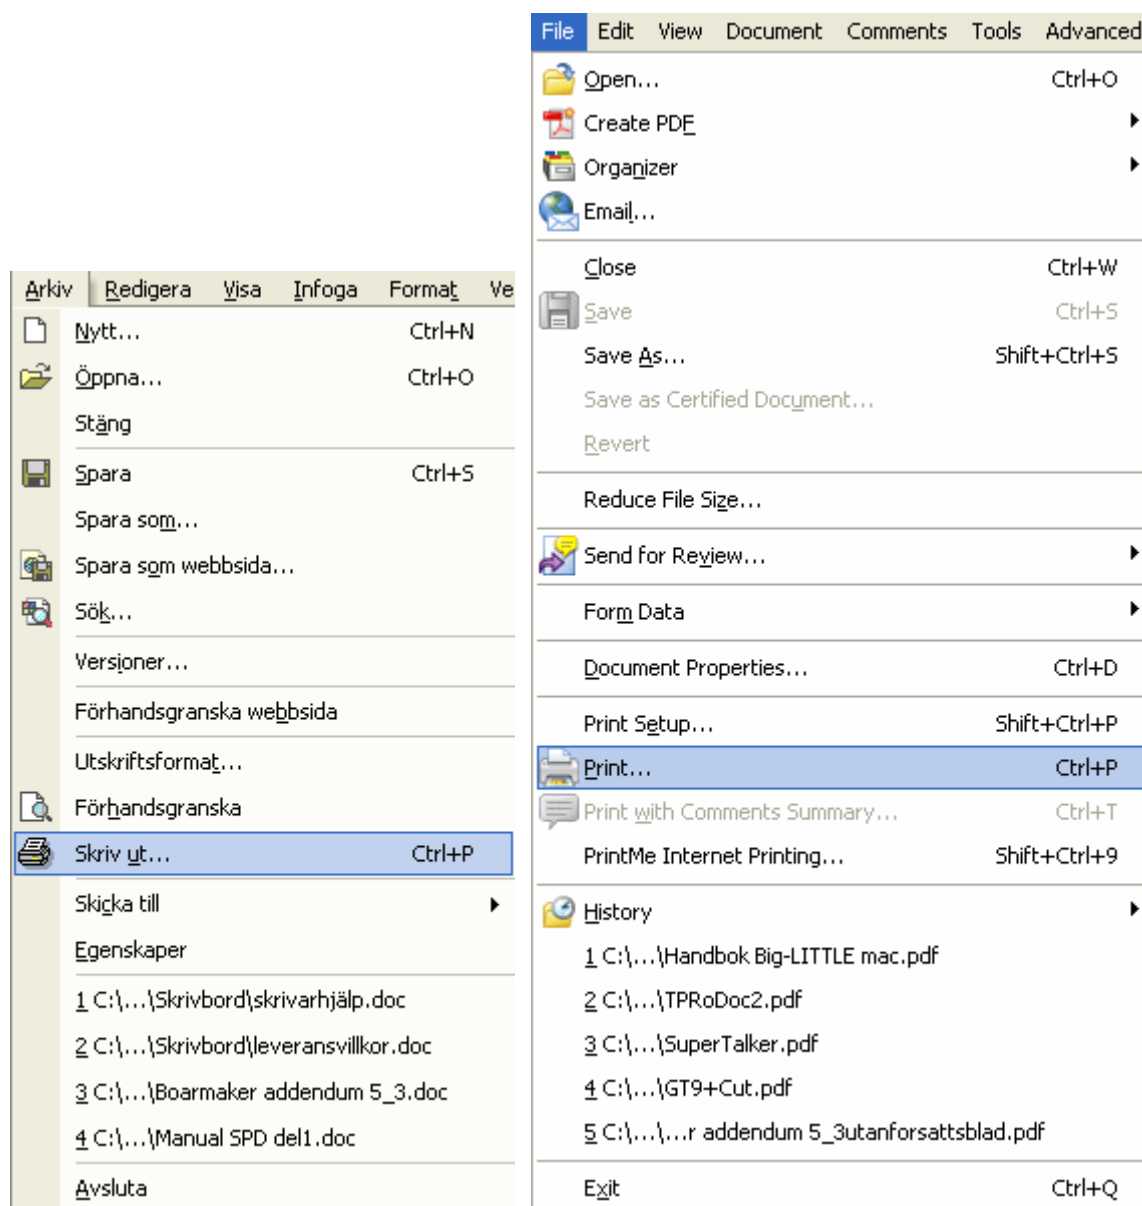 Arkiv Redigera Visa Infoga Format Ve
Nytt... Ctrl+N
Öppna... Ctrl+O
Stäng
Spara Ctrl+S
Spara som...
Spara som webbsida...
Sök...
Versioner...
Förhandsgranska webbsida
Utskriftsformat...
Förhandsgranska
Skriv ut... Ctrl+P
Skicka till
Egenskaper
1 C:\...\Skrivbord\skrivarhjälp.doc
2 C:\...\Skrivbord\leveransvillkor.doc
3 C:\...\Boarmaker addendum 5_3.doc
4 C:\...\Manual SPD del1.doc
Avsluta
File Edit View Document Comments Tools Advanced
Open... Ctrl+O
Create PDF
Organizer
Email...
Close Ctrl+W
Save Ctrl+S
Save As... Shift+Ctrl+S
Save as Certified Document...
Revert
Reduce File Size...
Send for Review...
Form Data
Document Properties... Ctrl+D
Print Setup... Shift+Ctrl+P
Print... Ctrl+P
Print with Comments Summary... Ctrl+T
PrintMe Internet Printing... Shift+Ctrl+9
History
1 C:\...\Handbok Big-LITTLE mac.pdf
2 C:\...\TPRoDoc2.pdf
3 C:\...\SuperTalker.pdf
4 C:\...\GT9+Cut.pdf
5 C:\...\...r addendum 5_3utanforsattsblad.pdf
Exit Ctrl+Q